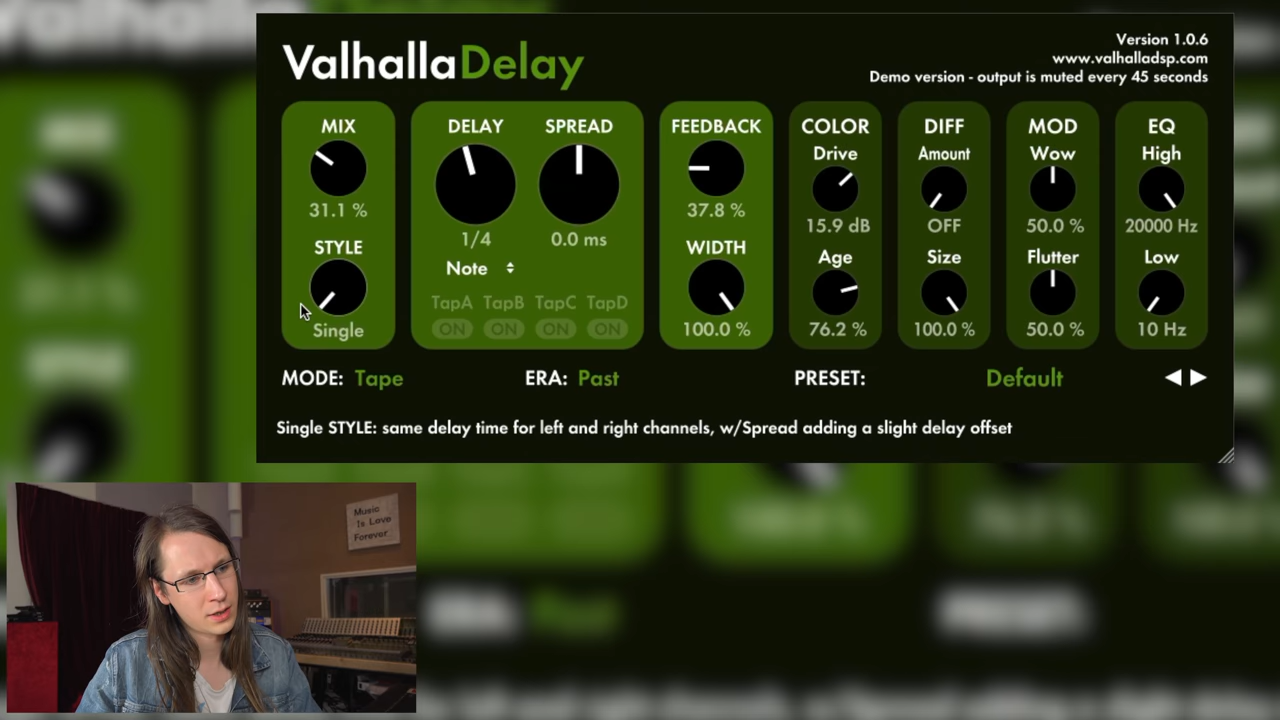 ValhallaDelay
Version 1.0.6
www.valhalladsp.com
Demo version - output is muted every 45 seconds
MIX
31.1 %
STYLE
Single
DELAY
1/4
Note
SPREAD
0.0 ms
TapA TapB TapC TapD
ON ON ON ON
FEEDBACK
37.8 %
WIDTH
100.0 %
COLOR
Drive
15.9 dB
Age
76.2 %
DIFF
Amount
OFF
Size
100.0 %
MOD
Wow
50.0 %
Flutter
50.0 %
EQ
High
20000 Hz
Low
10 Hz
MODE: Tape
ERA: Past
PRESET: Default
Single STYLE: same delay time for left and right channels, w/Spread adding a slight delay offset
Music
Is Love
Forever